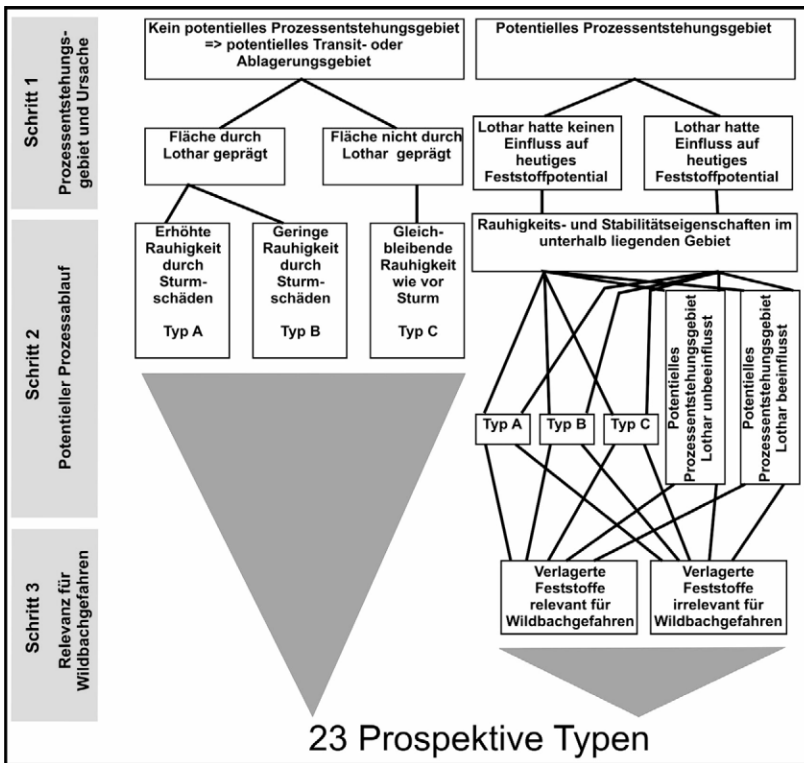 Schritt 1
Prozessentstehungs-
gebiet und Ursache
Kein potentielles Prozessentstehungsgebiet
=> potentielles Transit- oder
Ablagerungsgebiet
Potentielles Prozessentstehungsgebiet
Fläche durch
Lothar geprägt
Fläche nicht durch
Lothar geprägt
Lothar hatte keinen
Einfluss auf
heutiges
Feststoffpotential
Lothar hatte
Einfluss auf
heutiges
Feststoffpotential
Schritt 2
Potentieller Prozessablauf
Erhöhte
Rauhigkeit
durch
Sturm-
schäden
Typ A
Geringe
Rauhigkeit
durch
Sturm-
schäden
Typ B
Gleich-
bleibende
Rauhigkeit
wie vor
Sturm
Typ C
Rauhigkeits- und Stabilitätseigenschaften im
unterhalb liegenden Gebiet
Typ A
Typ B
Typ C
Potentielles
Prozessentstehungsgebiet
Lothar unbeeinflusst
Potentielles
Prozessentstehungsgebiet
Lothar beeinflusst
Schritt 3
Relevanz für
Wildbachgefahren
Verlagerte
Feststoffe
relevant für
Wildbachgefahren
Verlagerte
Feststoffe
irrelevant für
Wildbachgefahren
23 Prospektive Typen